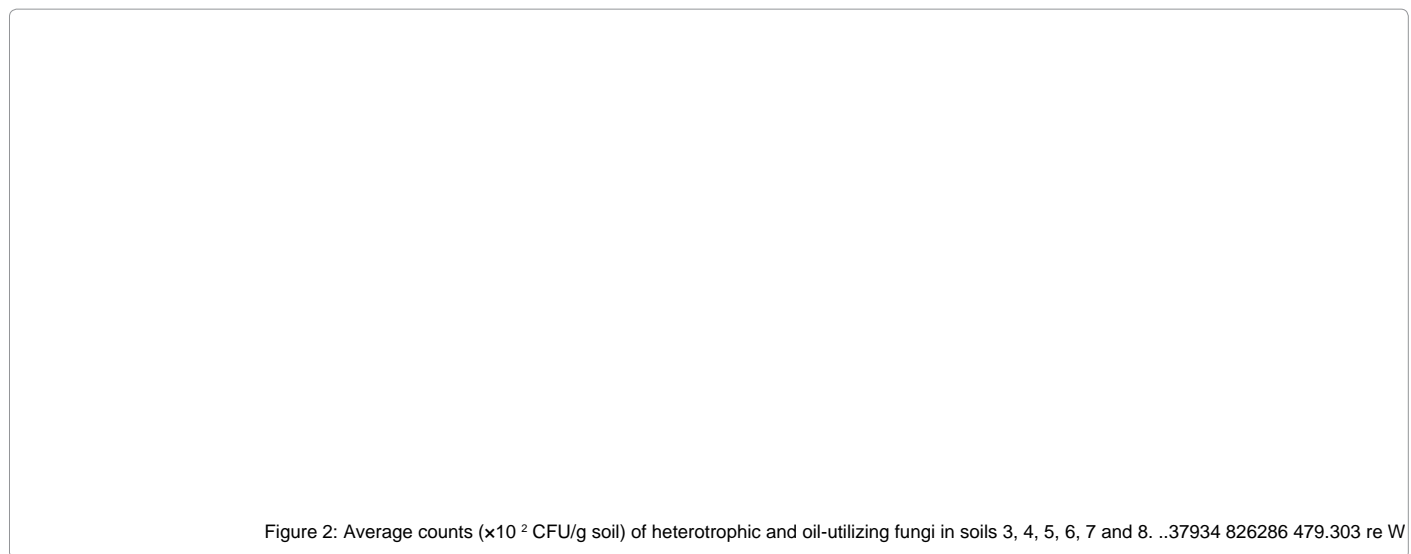 Figure 2: Average counts (×10 ² CFU/g soil) of heterotrophic and oil-utilizing fungi in soils 3, 4, 5, 6, 7 and 8. ..37934 826286 479.303 re W